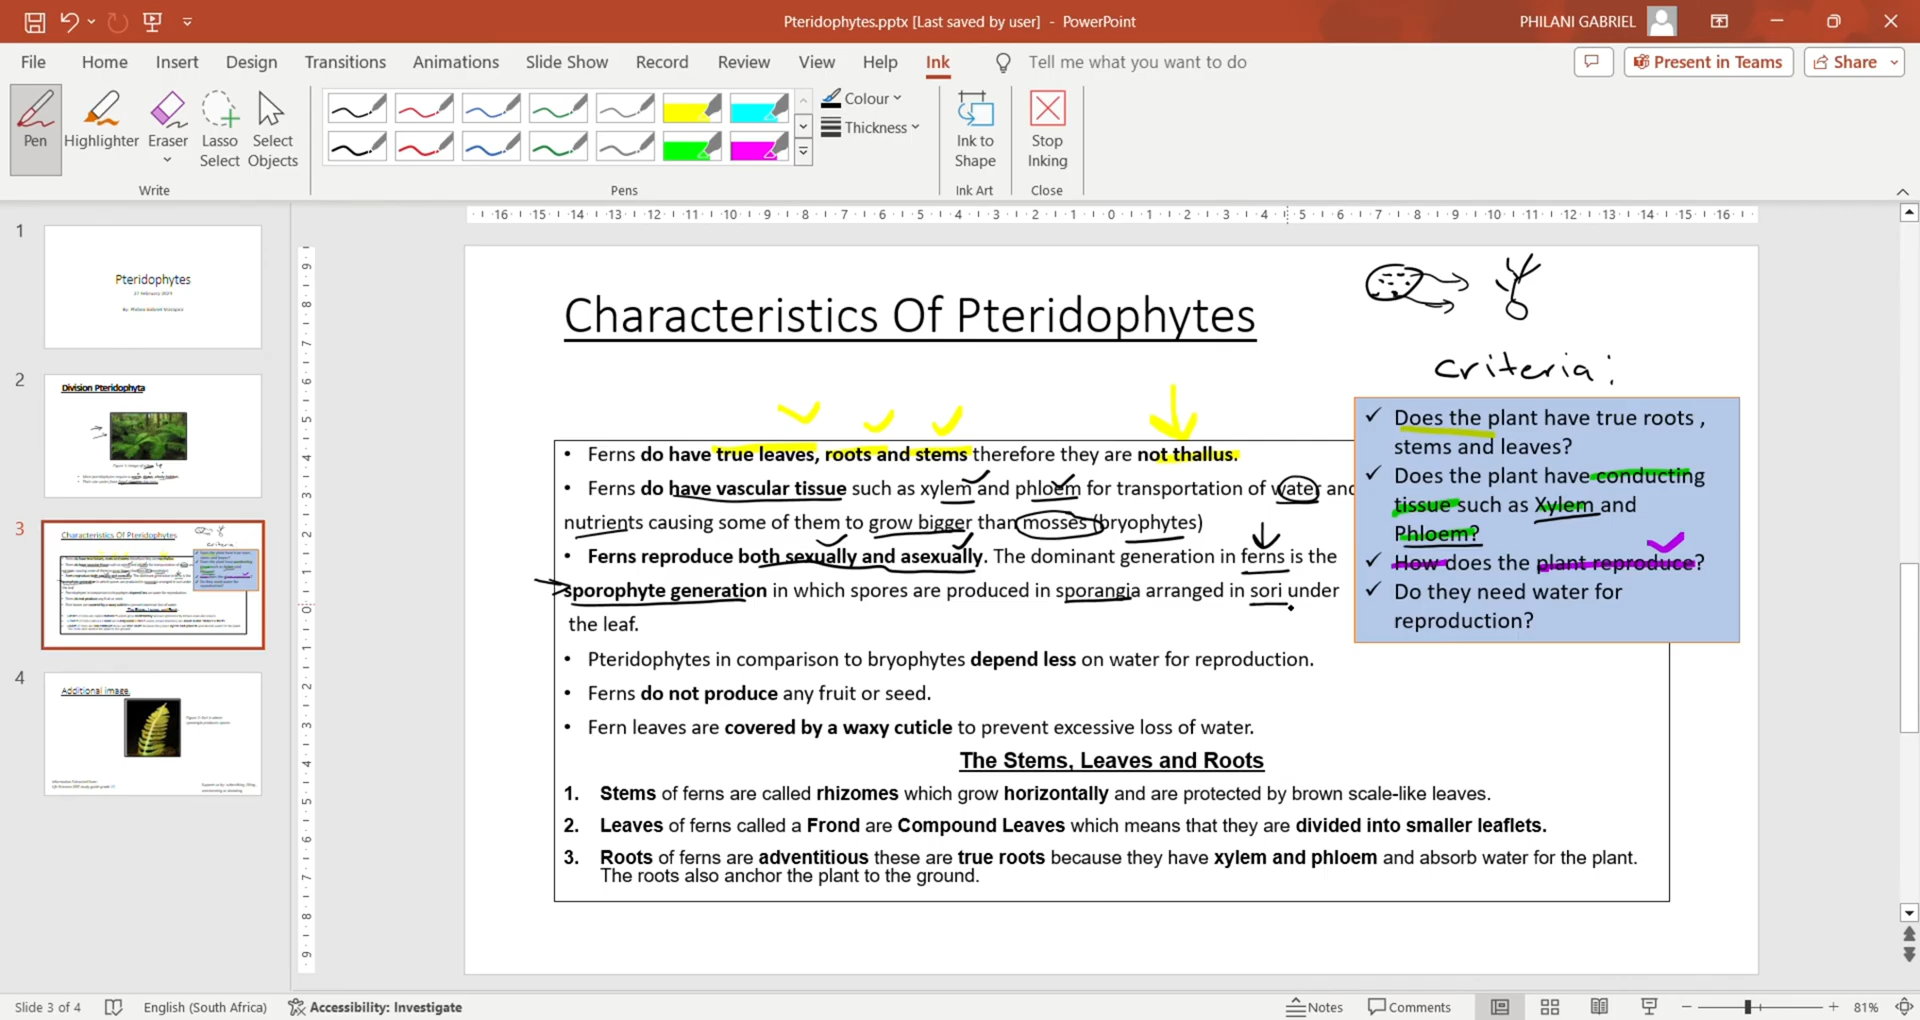 Pteridophytes.pptx [Last saved by user] - PowerPoint
PHILANI GABRIEL
File Home Insert Design Transitions Animations Slide Show Record Review View Help Ink Tell me what you want to do
Present in Teams
Share
Pen
Highlighter
Eraser
Lasso Select
Select Objects
Colour
Thickness
Ink to Shape
Stop Inking
Write
Pens
Ink Art
Close
1
Pteridophytes
2
Division Pteridophyta
3
Characteristics Of Pteridophytes
4
Additional image.
Characteristics Of Pteridophytes
criteria:
✓ Does the plant have true roots ,
stems and leaves?
✓ Does the plant have conducting
tissue such as Xylem and
Phloem?
✓ How does the plant reproduce?
✓ Do they need water for
reproduction?
• Ferns do have true leaves, roots and stems therefore they are not thallus.
• Ferns do have vascular tissue such as xylem and phloem for transportation of water and
nutrients causing some of them to grow bigger than mosses (bryophytes)
• Ferns reproduce both sexually and asexually. The dominant generation in ferns is the
sporophyte generation in which spores are produced in sporangia arranged in sori under
the leaf.
• Pteridophytes in comparison to bryophytes depend less on water for reproduction.
• Ferns do not produce any fruit or seed.
• Fern leaves are covered by a waxy cuticle to prevent excessive loss of water.
The Stems, Leaves and Roots
1. Stems of ferns are called rhizomes which grow horizontally and are protected by brown scale-like leaves.
2. Leaves of ferns called a Frond are Compound Leaves which means that they are divided into smaller leaflets.
3. Roots of ferns are adventitious these are true roots because they have xylem and phloem and absorb water for the plant.
The roots also anchor the plant to the ground.
Slide 3 of 4
English (South Africa)
Accessibility: Investigate
Notes
Comments
81%